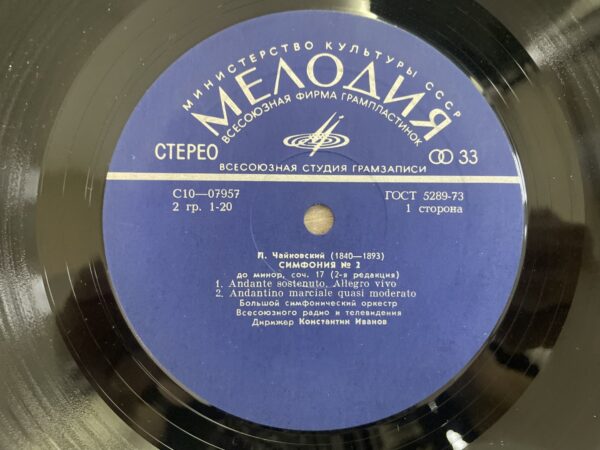 МИНИСТЕРСТВО КУЛЬТУРЫ СССР
МЕЛОДИЯ
ВСЕСОЮЗНАЯ ФИРМА ГРАМПЛАСТИНОК
СТЕРЕО 33
ВСЕСОЮЗНАЯ СТУДИЯ ГРАМЗАПИСИ
С10—07957 ГОСТ 5289-73
2 гр. 1-20 1 сторона
П. Чайковский (1840—1893)
СИМФОНИЯ № 2
до минор, соч. 17 (2-я редакция)
1. Andante sostenuto. Allegro vivo
2. Andantino marciale quasi moderato
Большой симфонический оркестр
Всесоюзного радио и телевидения
Дирижер Константин Иванов